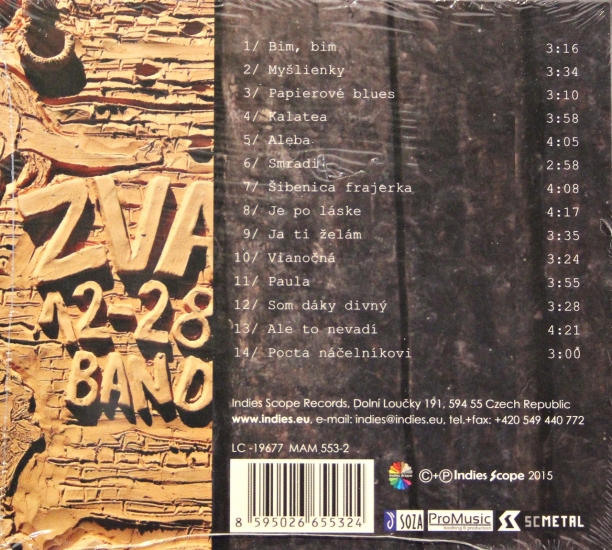 1/ Bim, bim 3:16
2/ Myšlienky 3:34
3/ Papierové blues 3:10
4/ Kalatea 3:58
5/ Aleba 4:05
6/ Smradi 2:58
7/ Šibenica frajerka 4:08
8/ Je po láske 4:17
9/ Ja ti želám 3:35
10/ Vianočná 3:24
11/ Paula 3:55
12/ Som dáky divný 3:28
13/ Ale to nevadí 4:21
14/ Pocta náčelníkovi 3:00
ZVA
12-28
BAND
Indies Scope Records, Dolní Loučky 191, 594 55 Czech Republic
www.indies.eu, e-mail: indies@indies.eu, tel.+fax: +420 549 440 772
LC -19677 MAM 553-2
©+Ⓟ Indies Scope 2015
8 595026 655324
SOZA
ProMusic
SCMETAL